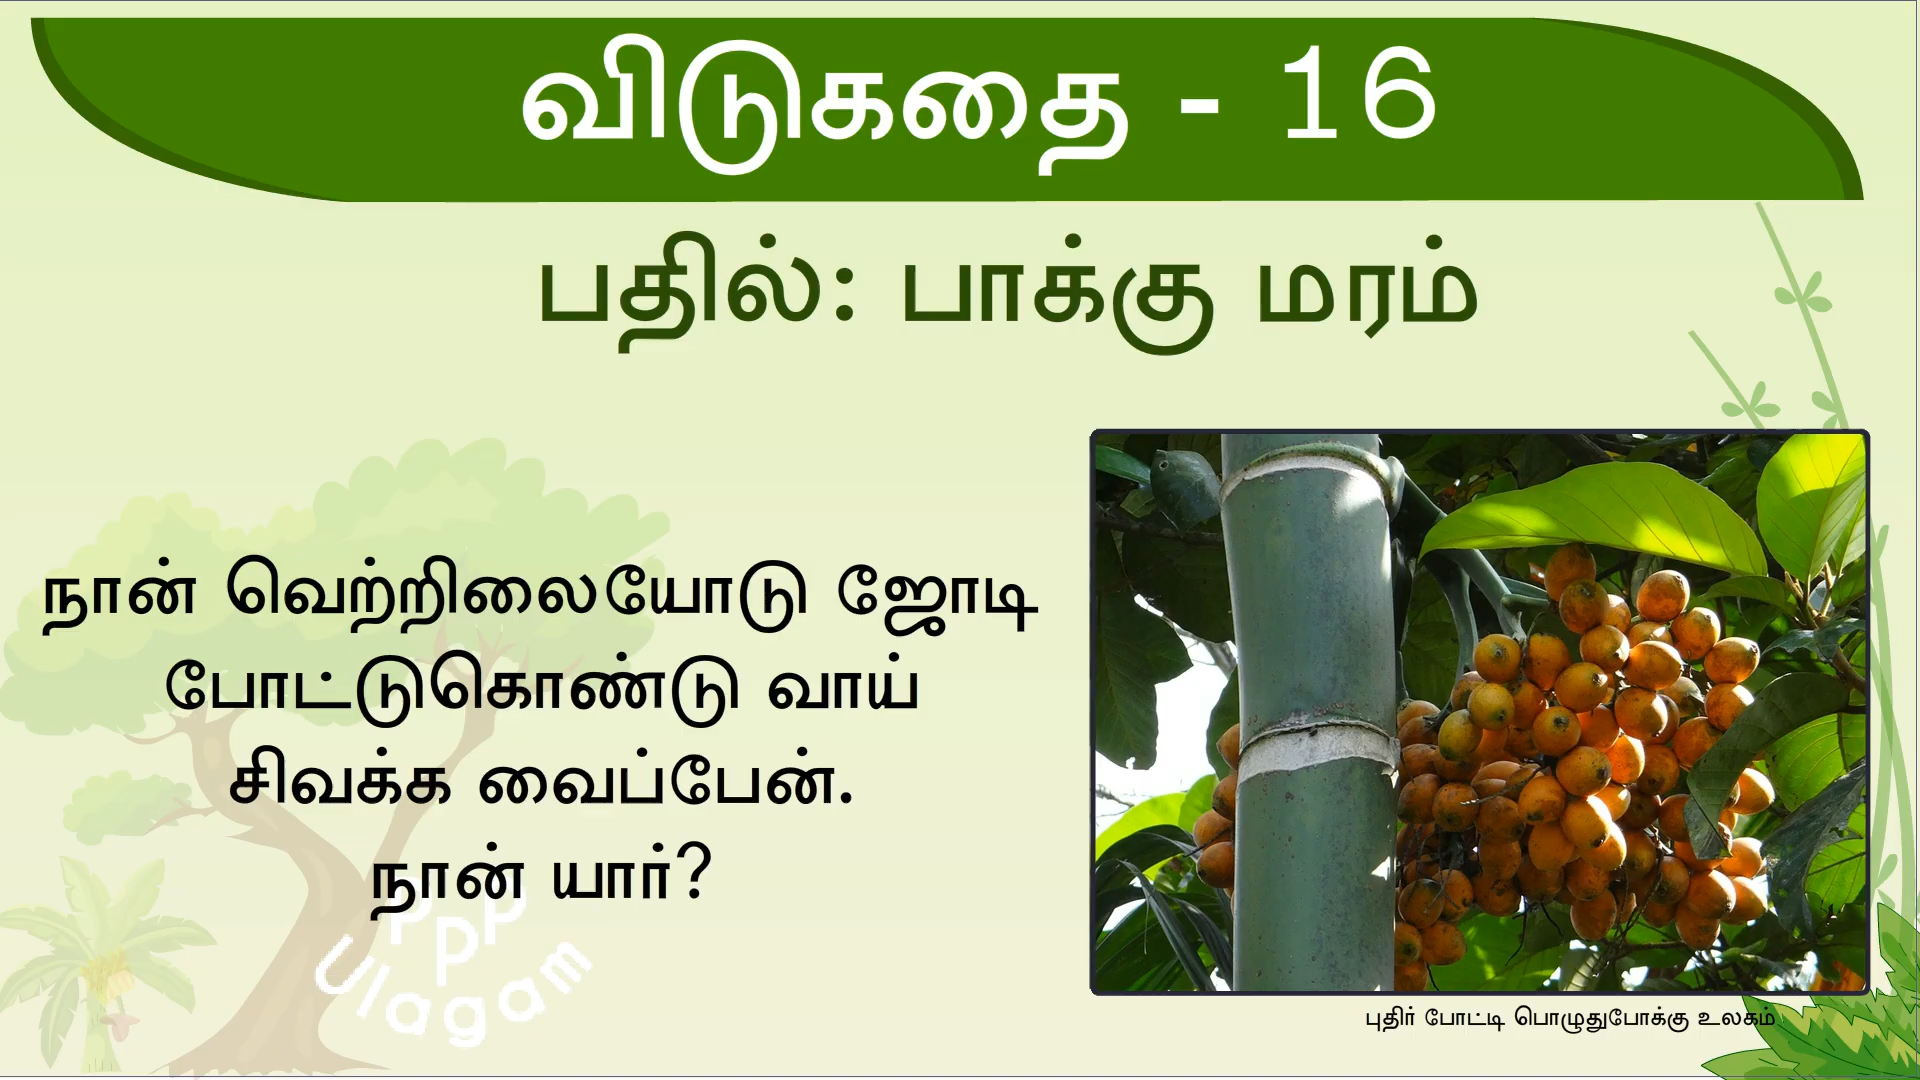 விடுகதை - 16
பதில்: பாக்கு மரம்
நான் வெற்றிலையோடு ஜோடி
போட்டுகொண்டு வாய்
சிவக்க வைப்பேன்.
நான் யார்?
PPP
Ulagam
புதிர் போட்டி பொழுதுபோக்கு உலகம்